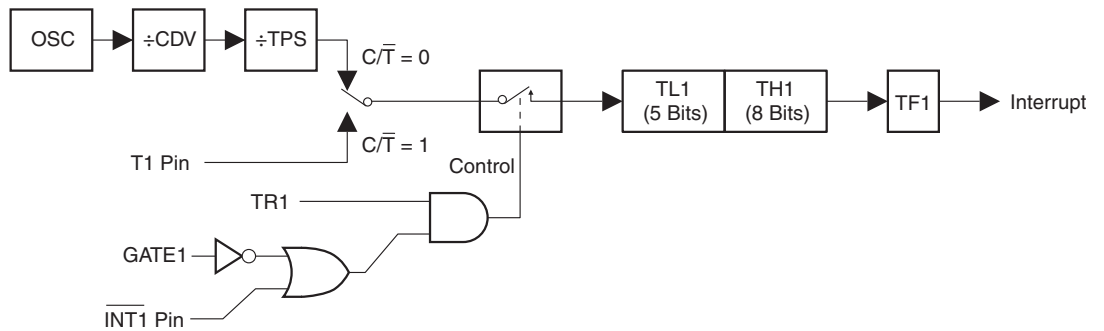 OSC
÷CDV
÷TPS
C/T̅ = 0
TL1
(5 Bits)
TH1
(8 Bits)
TF1
Interrupt
C/T̅ = 1
T1 Pin
Control
TR1
GATE1
I̅N̅T̅1̅ Pin